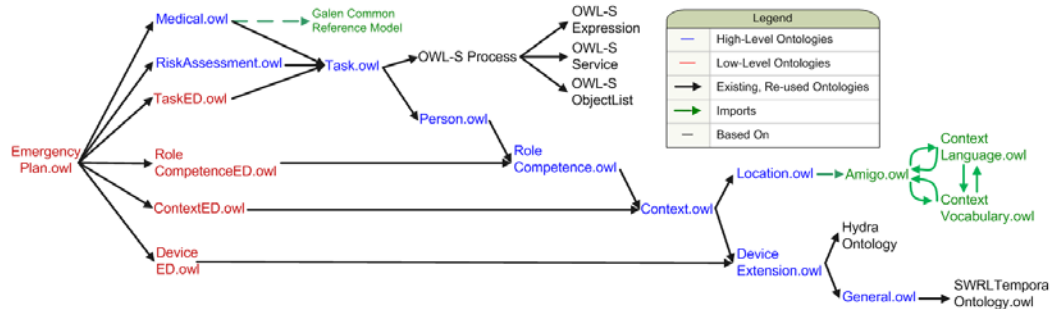 Medical.owl
Galen Common
Reference Model
RiskAssessment.owl
TaskED.owl
Task.owl
OWL-S Process
OWL-S
Expression
OWL-S
Service
OWL-S
ObjectList
Person.owl
Emergency
Plan.owl
Role
CompetenceED.owl
Role
Competence.owl
ContextED.owl
Context.owl
Device
ED.owl
Location.owl
Amigo.owl
Context
Language.owl
Context
Vocabulary.owl
Device
Extension.owl
Hydra
Ontology
General.owl
SWRLTempora
Ontology.owl
Legend
High-Level Ontologies
Low-Level Ontologies
Existing, Re-used Ontologies
Imports
Based On